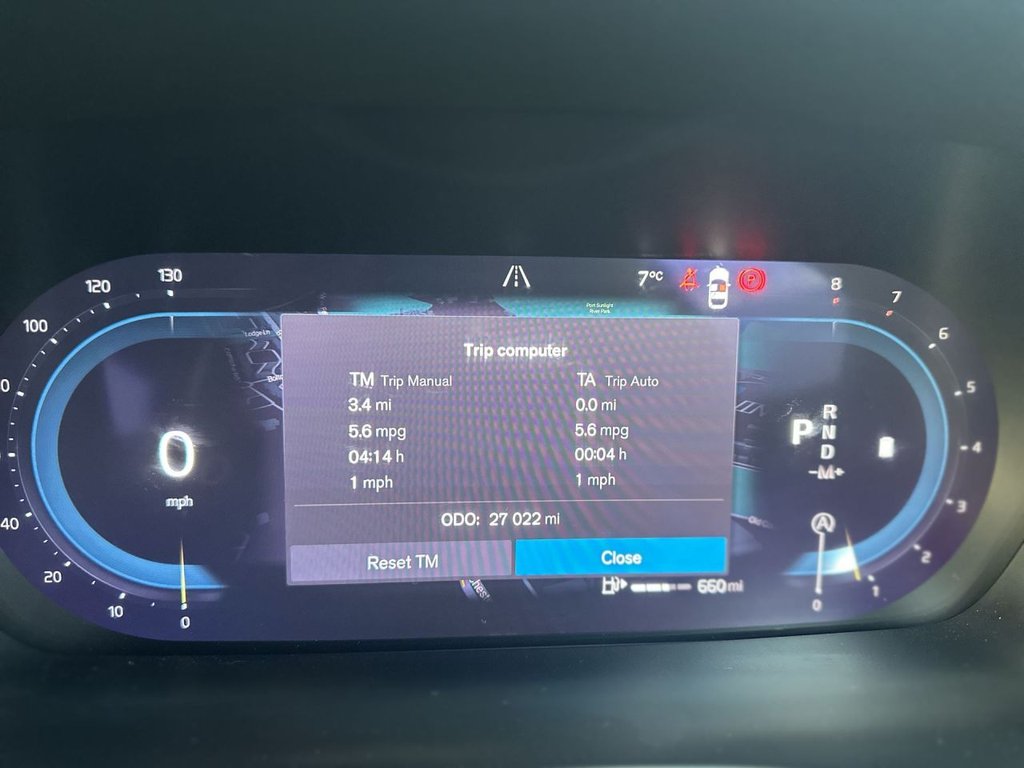 120
130
7°C
P
8
7
100
6
Port Sunlight
River Park
Lodge Ln
Trip computer
TM Trip Manual
TA Trip Auto
5
3.4 mi
0.0 mi
5.6 mpg
5.6 mpg
04:14 h
00:04 h
1 mph
1 mph
0
mph
P
R
N
D
M
4
3
ODO: 27 022 mi
40
A
Reset TM
Close
2
20
660 mi
1
10
0
0